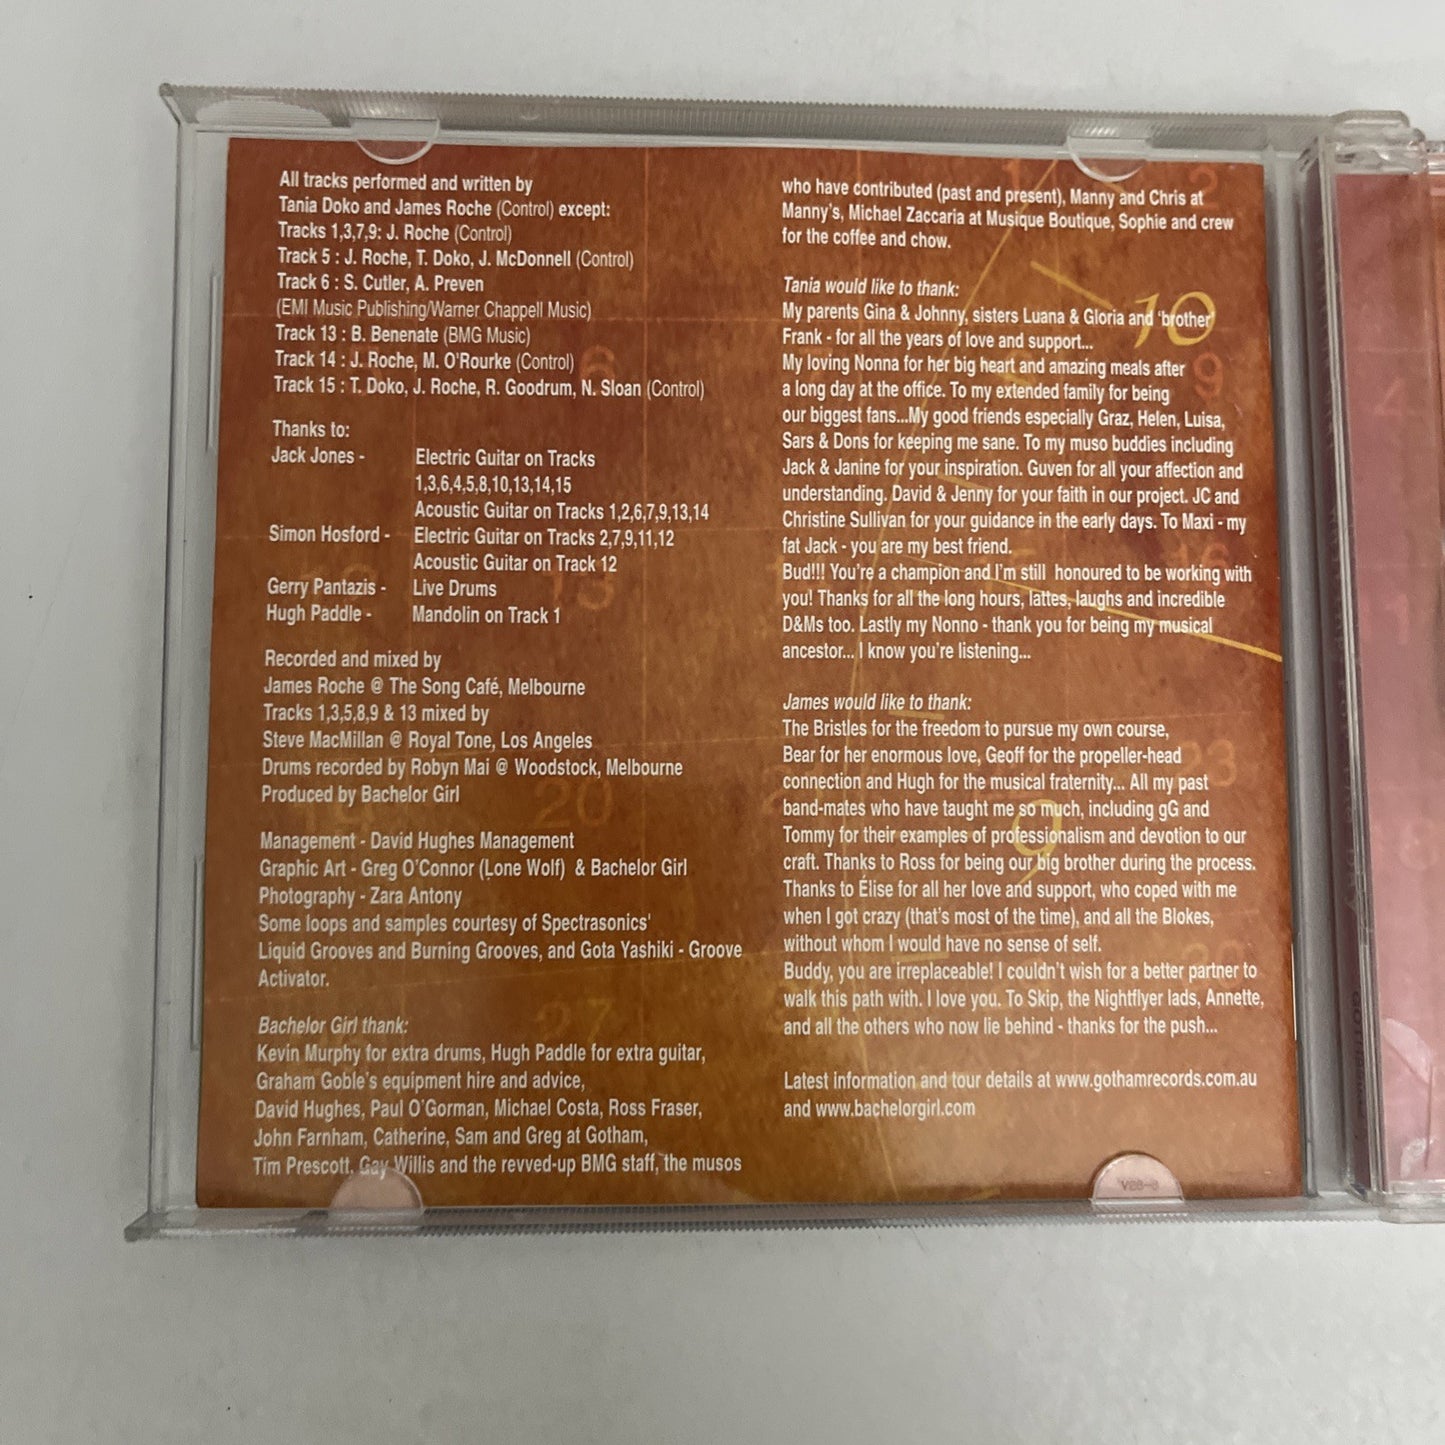 All tracks performed and written by
Tania Doko and James Roche (Control) except:
Tracks 1,3,7,9: J. Roche (Control)
Track 5 : J. Roche, T. Doko, J. McDonnell (Control)
Track 6 : S. Cutler, A. Preven
(EMI Music Publishing/Warner Chappell Music)
Track 13 : B. Benenate (BMG Music)
Track 14 : J. Roche, M. O'Rourke (Control)
Track 15 : T. Doko, J. Roche, R. Goodrum, N. Sloan (Control)
Thanks to:
Jack Jones - Electric Guitar on Tracks
1,3,6,4,5,8,10,13,14,15
Acoustic Guitar on Tracks 1,2,6,7,9,13,14
Simon Hosford - Electric Guitar on Tracks 2,7,9,11,12
Acoustic Guitar on Track 12
Gerry Pantazis - Live Drums
Hugh Paddle - Mandolin on Track 1
Recorded and mixed by
James Roche @ The Song Café, Melbourne
Tracks 1,3,5,8,9 & 13 mixed by
Steve MacMillan @ Royal Tone, Los Angeles
Drums recorded by Robyn Mai @ Woodstock, Melbourne
Produced by Bachelor Girl
Management - David Hughes Management
Graphic Art - Greg O'Connor (Lone Wolf) & Bachelor Girl
Photography - Zara Antony
Some loops and samples courtesy of Spectrasonics'
Liquid Grooves and Burning Grooves, and Gota Yashiki - Groove
Activator.
Bachelor Girl thank:
Kevin Murphy for extra drums, Hugh Paddle for extra guitar,
Graham Goble's equipment hire and advice,
David Hughes, Paul O'Gorman, Michael Costa, Ross Fraser,
John Farnham, Catherine, Sam and Greg at Gotham,
Tim Prescott, Gay Willis and the revved-up BMG staff, the musos
who have contributed (past and present), Manny and Chris at
Manny's, Michael Zaccaria at Musique Boutique, Sophie and crew
for the coffee and chow.
Tania would like to thank:
My parents Gina & Johnny, sisters Luana & Gloria and 'brother'
Frank - for all the years of love and support...
My loving Nonna for her big heart and amazing meals after
a long day at the office. To my extended family for being
our biggest fans...My good friends especially Graz, Helen, Luisa,
Sars & Dons for keeping me sane. To my muso buddies including
Jack & Janine for your inspiration. Guven for all your affection and
understanding. David & Jenny for your faith in our project. JC and
Christine Sullivan for your guidance in the early days. To Maxi - my
fat Jack - you are my best friend.
Bud!!! You're a champion and I'm still honoured to be working with
you! Thanks for all the long hours, lattes, laughs and incredible
D&Ms too. Lastly my Nonno - thank you for being my musical
ancestor... I know you're listening...
James would like to thank:
The Bristles for the freedom to pursue my own course,
Bear for her enormous love, Geoff for the propeller-head
connection and Hugh for the musical fraternity... All my past
band-mates who have taught me so much, including gG and
Tommy for their examples of professionalism and devotion to our
craft. Thanks to Ross for being our big brother during the process.
Thanks to Élise for all her love and support, who coped with me
when I got crazy (that's most of the time), and all the Blokes,
without whom I would have no sense of self.
Buddy, you are irreplaceable! I couldn't wish for a better partner to
walk this path with. I love you. To Skip, the Nightflyer lads, Annette,
and all the others who now lie behind - thanks for the push...
Latest information and tour details at www.gothamrecords.com.au
and www.bachelorgirl.com